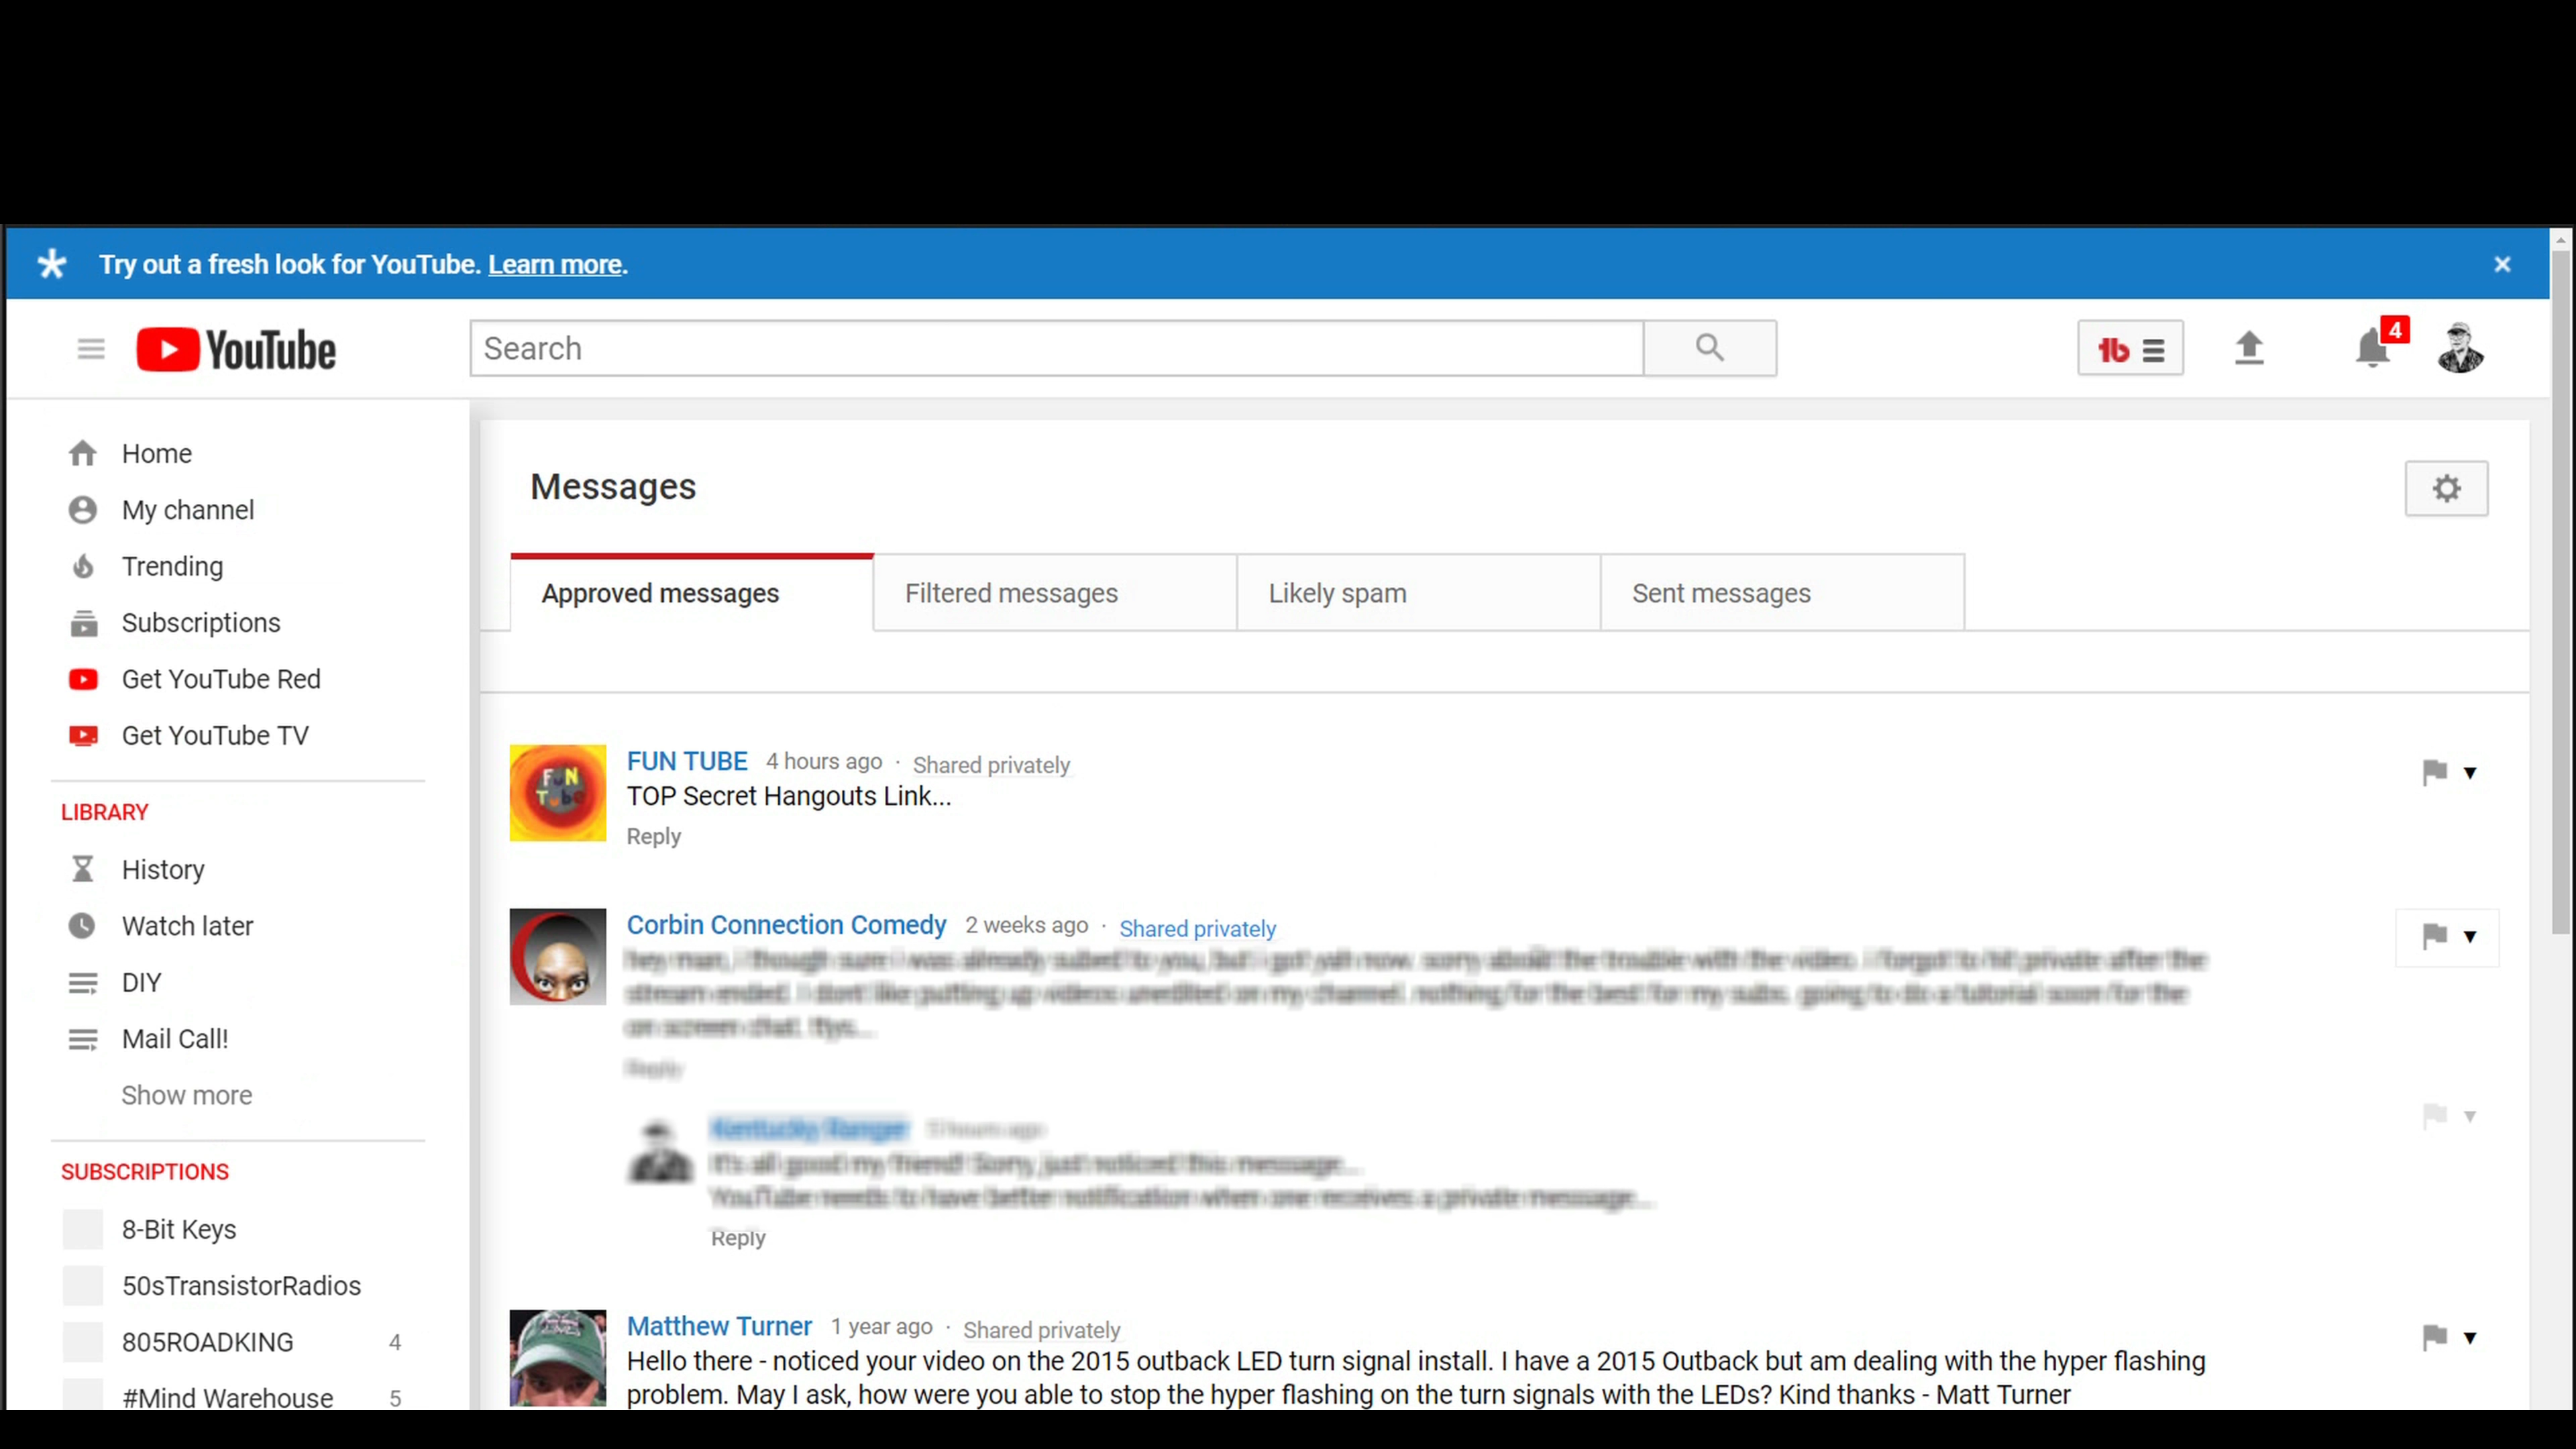 Try out a fresh look for YouTube. Learn more.
YouTube
Search
4
Home
My channel
Trending
Subscriptions
Get YouTube Red
Get YouTube TV
LIBRARY
History
Watch later
DIY
Mail Call!
Show more
SUBSCRIPTIONS
8-Bit Keys
50sTransistorRadios
805ROADKING 4
#Mind Warehouse 5
Messages
Approved messages
Filtered messages
Likely spam
Sent messages
FUN TUBE 4 hours ago · Shared privately
TOP Secret Hangouts Link...
Reply
Corbin Connection Comedy 2 weeks ago · Shared privately
Reply
Matthew Turner 1 year ago · Shared privately
Hello there - noticed your video on the 2015 outback LED turn signal install. I have a 2015 Outback but am dealing with the hyper flashing
problem. May I ask, how were you able to stop the hyper flashing on the turn signals with the LEDs? Kind thanks - Matt Turner